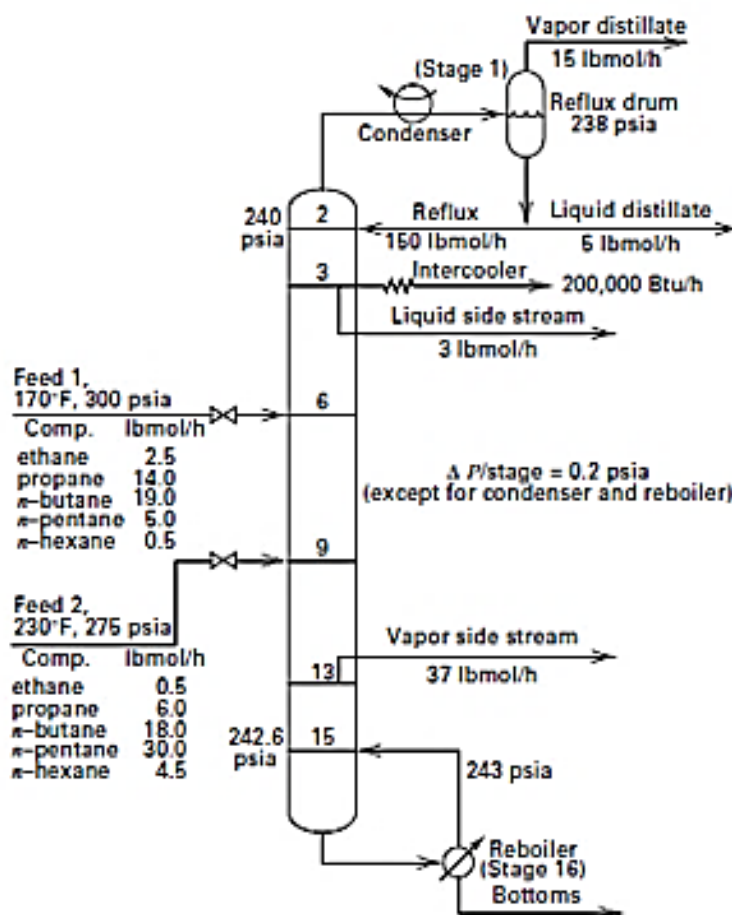 Vapor distillate
15 lbmol/h
(Stage 1)
Reflux drum
238 psia
Condenser
240
psia
2
Reflux
150 lbmol/h
Liquid distillate
5 lbmol/h
3
Intercooler
200,000 Btu/h
Liquid side stream
3 lbmol/h
Feed 1,
170°F, 300 psia
Comp. lbmol/h
ethane 2.5
propane 14.0
n-butane 19.0
n-pentane 5.0
n-hexane 0.5
6
Δ P/stage = 0.2 psia
(except for condenser and reboiler)
9
Feed 2,
230°F, 275 psia
Comp. lbmol/h
ethane 0.5
propane 6.0
n-butane 18.0
n-pentane 30.0
n-hexane 4.5
13
Vapor side stream
37 lbmol/h
242.6
psia
15
243 psia
Reboiler
(Stage 16)
Bottoms